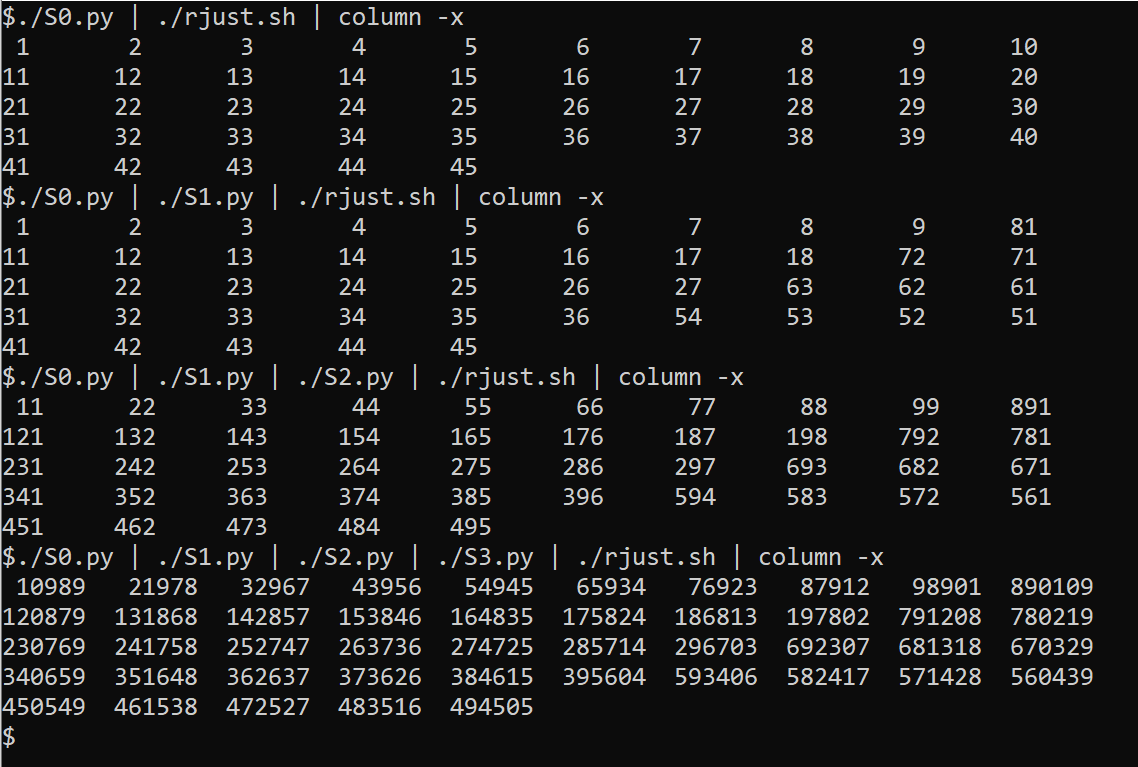 $./S0.py | ./rjust.sh | column -x
 1       2       3       4       5       6       7       8       9      10
11      12      13      14      15      16      17      18      19      20
21      22      23      24      25      26      27      28      29      30
31      32      33      34      35      36      37      38      39      40
41      42      43      44      45
$./S0.py | ./S1.py | ./rjust.sh | column -x
 1       2       3       4       5       6       7       8       9      81
11      12      13      14      15      16      17      18      72      71
21      22      23      24      25      26      27      63      62      61
31      32      33      34      35      36      54      53      52      51
41      42      43      44      45
$./S0.py | ./S1.py | ./S2.py | ./rjust.sh | column -x
 11      22      33      44      55      66      77      88      99     891
121     132     143     154     165     176     187     198     792     781
231     242     253     264     275     286     297     693     682     671
341     352     363     374     385     396     594     583     572     561
451     462     473     484     495
$./S0.py | ./S1.py | ./S2.py | ./S3.py | ./rjust.sh | column -x
 10989   21978   32967   43956   54945   65934   76923   87912   98901  890109
120879  131868  142857  153846  164835  175824  186813  197802  791208  780219
230769  241758  252747  263736  274725  285714  296703  692307  681318  670329
340659  351648  362637  373626  384615  395604  593406  582417  571428  560439
450549  461538  472527  483516  494505
$